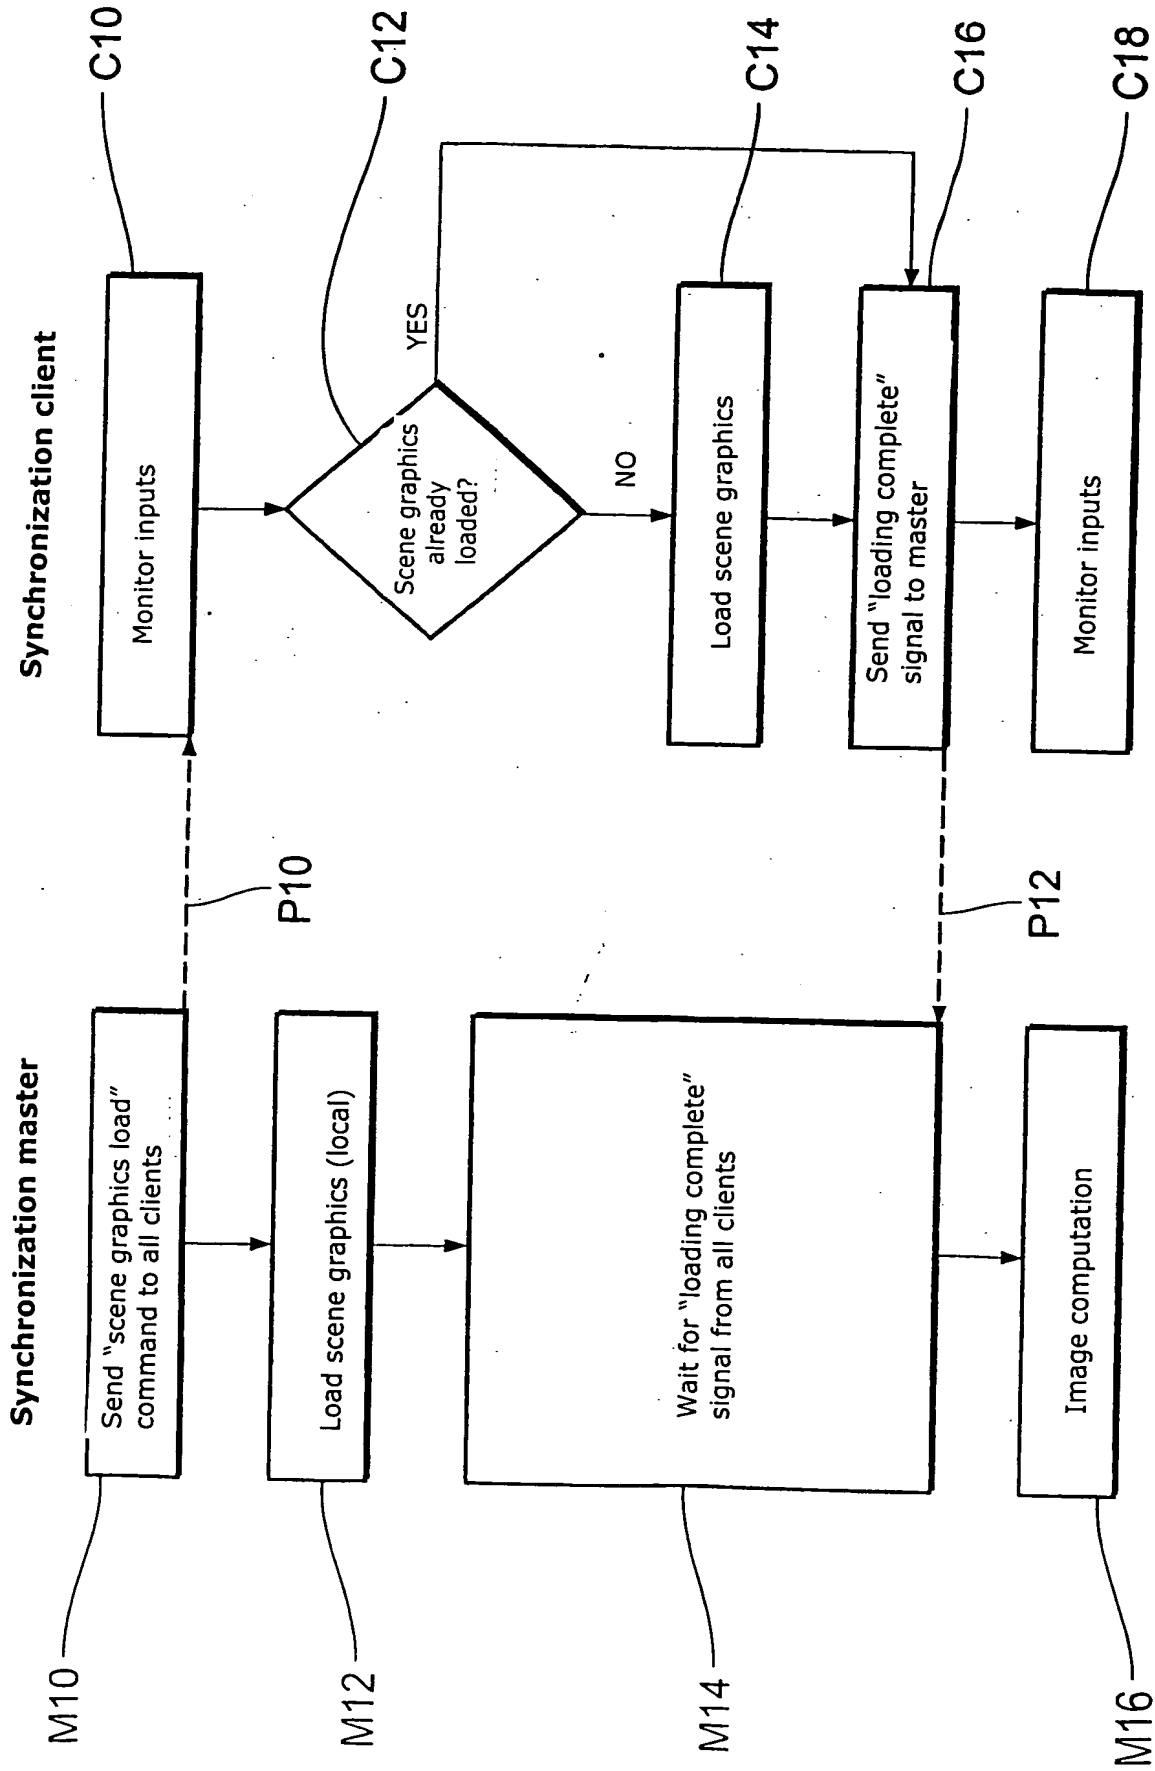 Synchronization master
M10
Send “scene graphics load”
command to all clients
M12
Load scene graphics (local)
M14
Wait for “loading complete”
signal from all clients
M16
Image computation
P10
P12
Synchronization client
Monitor inputs
C10
Scene graphics
already
loaded?
C12
YES
NO
Load scene graphics
C14
Send “loading complete”
signal to master
C16
Monitor inputs
C18